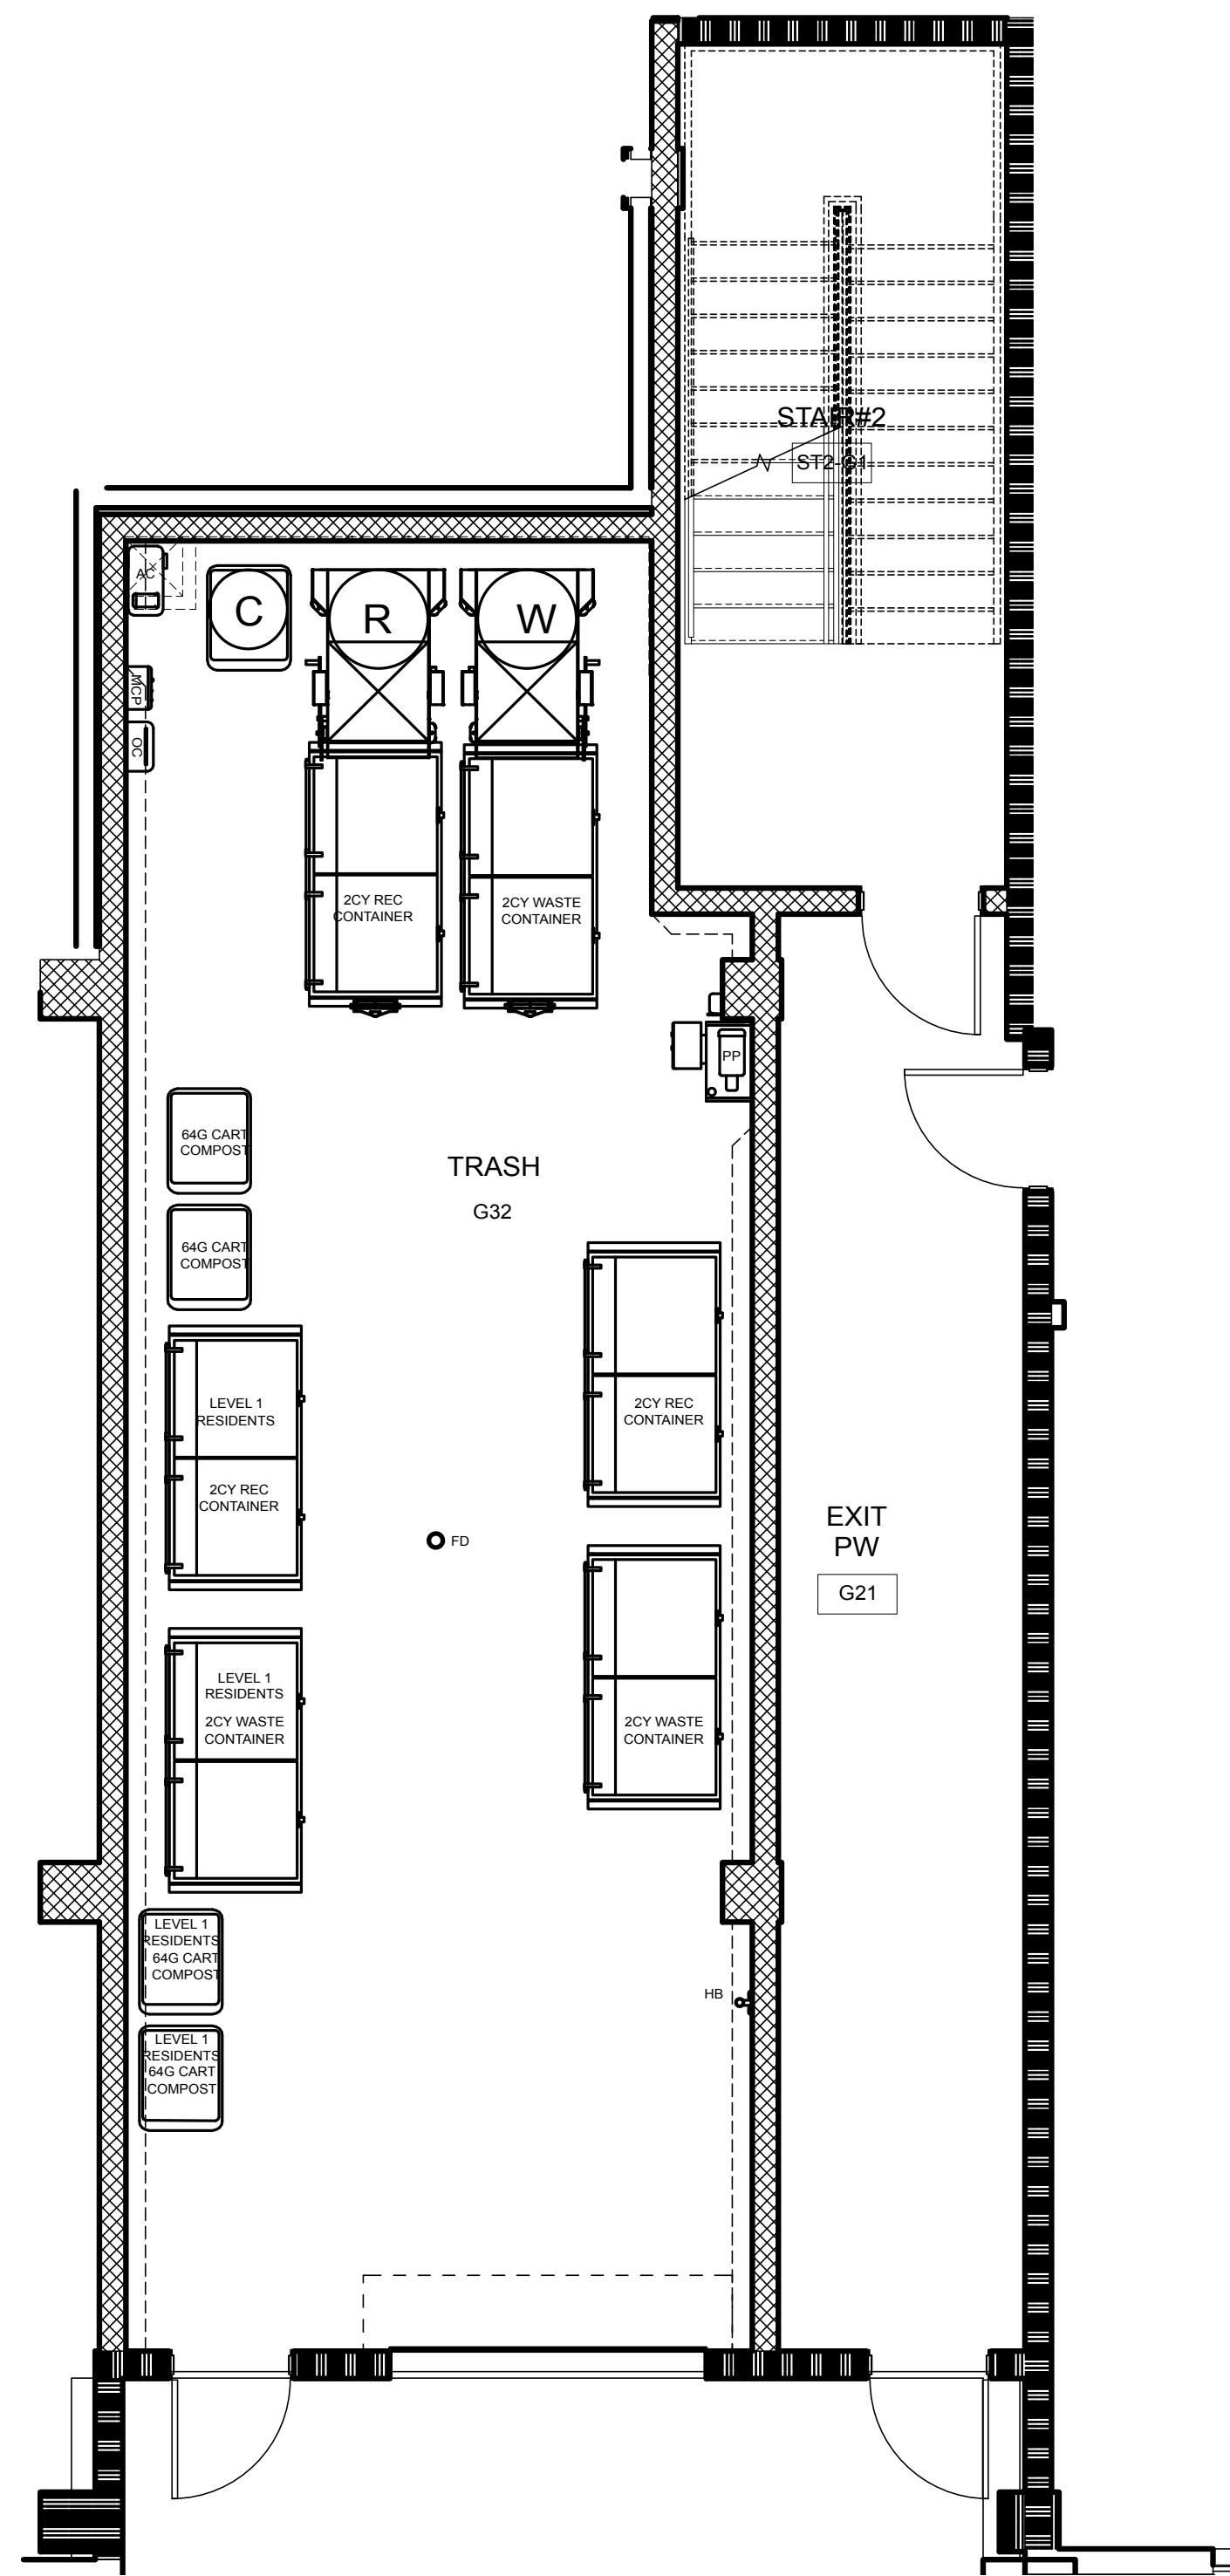 STAIR#2
ST2-G1
AC
C
R
W
MCP
OC
2CY REC
CONTAINER
2CY WASTE
CONTAINER
PP
64G CART
COMPOST
TRASH
G32
64G CART
COMPOST
LEVEL 1
RESIDENTS
2CY REC
CONTAINER
2CY REC
CONTAINER
FD
EXIT
PW
G21
LEVEL 1
RESIDENTS
2CY WASTE
CONTAINER
2CY WASTE
CONTAINER
LEVEL 1
RESIDENTS
64G CART
COMPOST
HB
LEVEL 1
RESIDENTS
64G CART
COMPOST